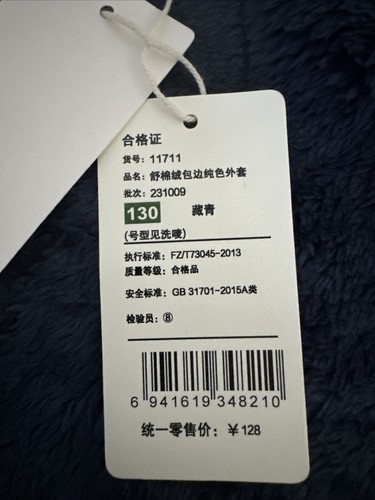 合格证
货号: 11711
品名: 舒棉绒包边纯色外套
批次: 231009
130 藏青
(号型见洗唛)
执行标准: FZ/T73045-2013
质量等级: 合格品
安全标准: GB 31701-2015A类
检验员: ⑧
6 941619 348210
统一零售价: ￥128